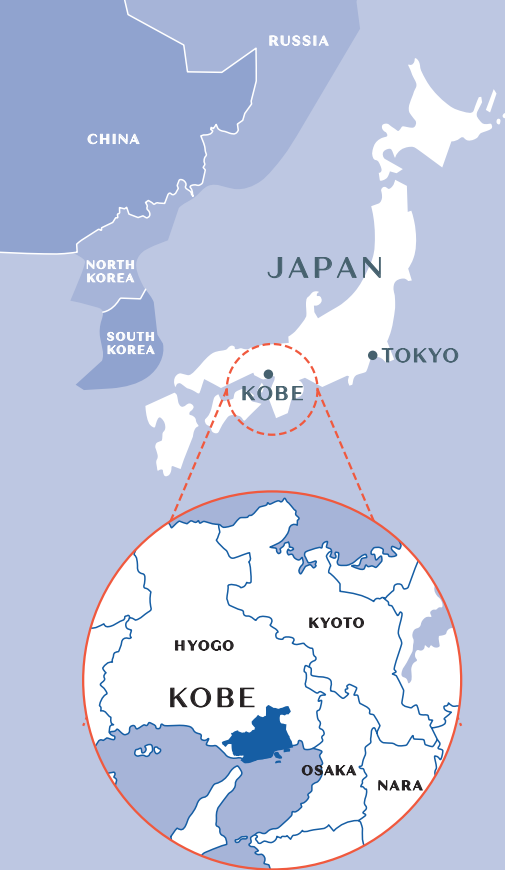 RUSSIA
CHINA
NORTH
KOREA
JAPAN
SOUTH
KOREA
TOKYO
KOBE
KYOTO
HYOGO
KOBE
OSAKA
NARA